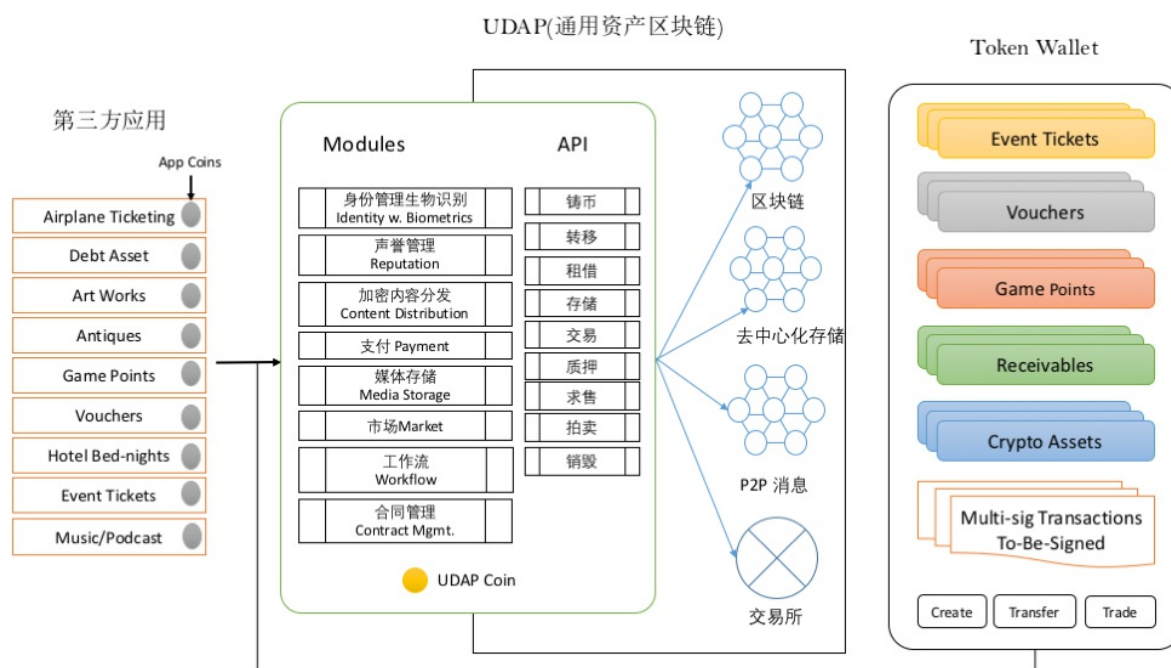 UDAP(通用资产区块链)
Token Wallet
第三方应用
App Coins
Airplane Ticketing
Debt Asset
Art Works
Antiques
Game Points
Vouchers
Hotel Bed-nights
Event Tickets
Music/Podcast
Modules
身份管理生物识别
Identity w. Biometrics
声誉管理
Reputation
加密内容分发
Content Distribution
支付 Payment
媒体存储
Media Storage
市场Market
工作流
Workflow
合同管理
Contract Mgmt.
UDAP Coin
API
铸币
转移
租借
存储
交易
质押
求售
拍卖
销毁
区块链
去中心化存储
P2P 消息
交易所
Event Tickets
Vouchers
Game Points
Receivables
Crypto Assets
Multi-sig Transactions
To-Be-Signed
Create
Transfer
Trade